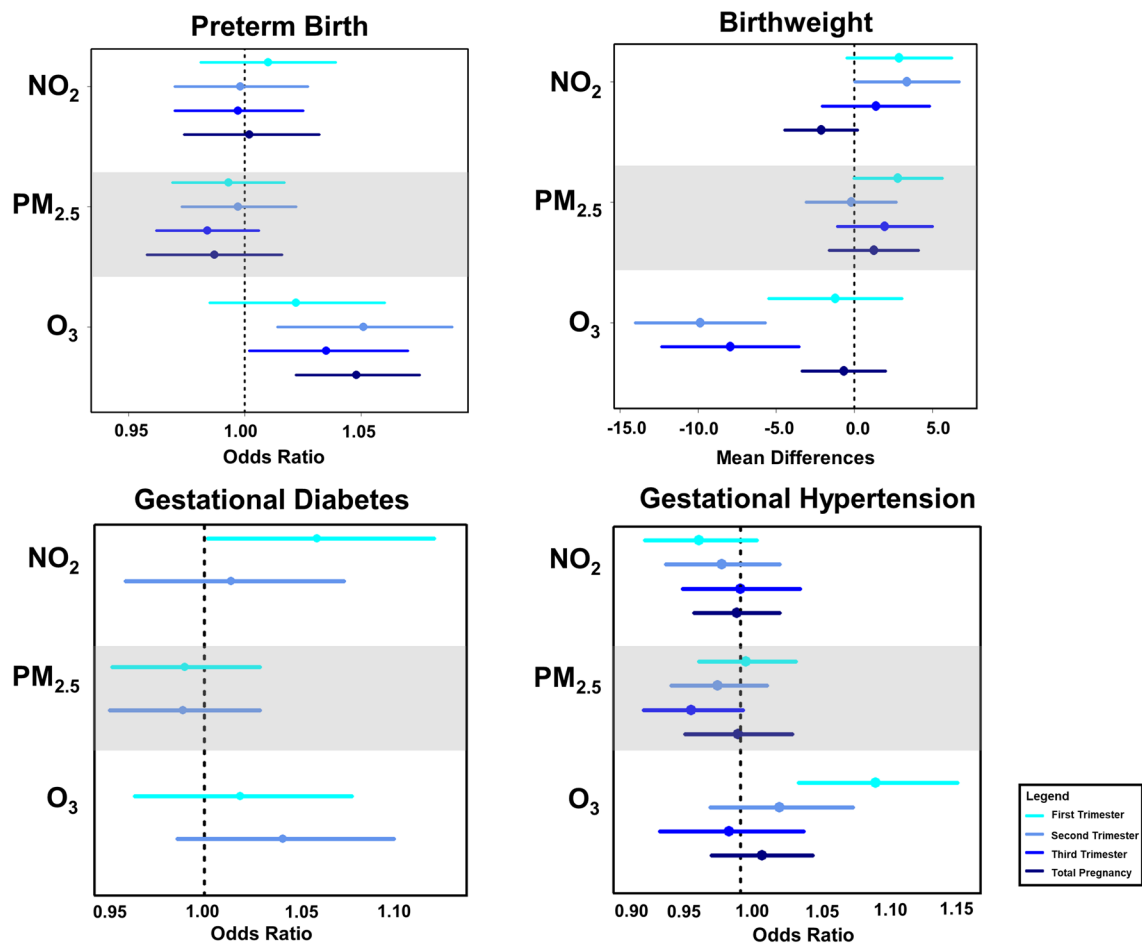 Preterm Birth
NO2
PM2.5
O3
0.95 1.00 1.05
Odds Ratio
Birthweight
NO2
PM2.5
O3
-15.0 -10.0 -5.0 0.0 5.0
Mean Differences
Gestational Diabetes
NO2
PM2.5
O3
0.95 1.00 1.05 1.10
Odds Ratio
Gestational Hypertension
NO2
PM2.5
O3
0.90 0.95 1.00 1.05 1.10 1.15
Odds Ratio
Legend
First Trimester
Second Trimester
Third Trimester
Total Pregnancy